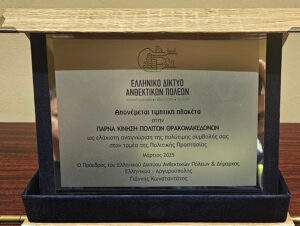 ΕΛΛΗΝΙΚΟ ΔΙΚΤΥΟ
ΑΝΘΕΚΤΙΚΩΝ ΠΟΛΕΩΝ
Απονέμεται τιμητική πλακέτα
στην
ΠΑΡΝΑ ΚΙΝΗΣΗ ΠΟΛΙΤΩΝ ΘΡΑΚΟΜΑΚΕΔΟΝΩΝ
ως ελάχιστη αναγνώριση της πολύτιμης συμβολής σας
στον τομέα της Πολιτικής Προστασίας
Μάρτιος 2025
Ο Πρόεδρος του Ελληνικού Δικτύου Ανθεκτικών Πόλεων & Δήμαρχος
Ελληνικού - Αργυρούπολης
Γιάννης Κωνσταντάτος